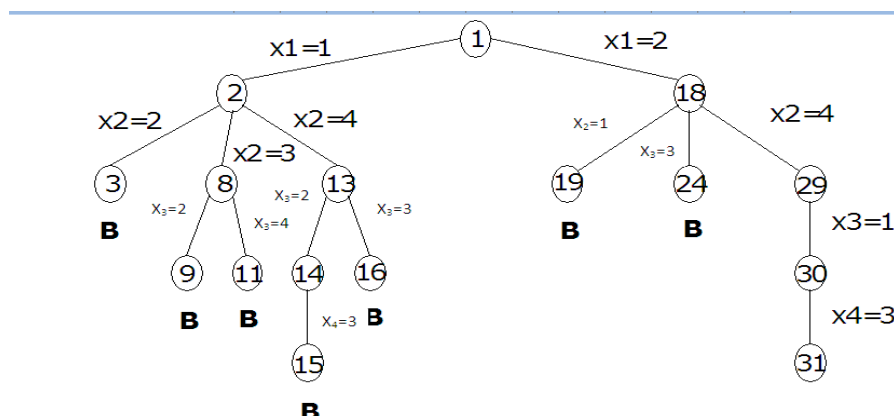 1
x1=1
x1=2
2
18
x2=2
x2=3
x2=4
X₂=1
X₃=3
x2=4
3
8
13
19
24
29
B
X₃=2
X₃=4
X₃=2
X₃=3
B
B
x3=1
9
11
14
16
30
B
B
X₄=3
B
x4=3
15
31
B